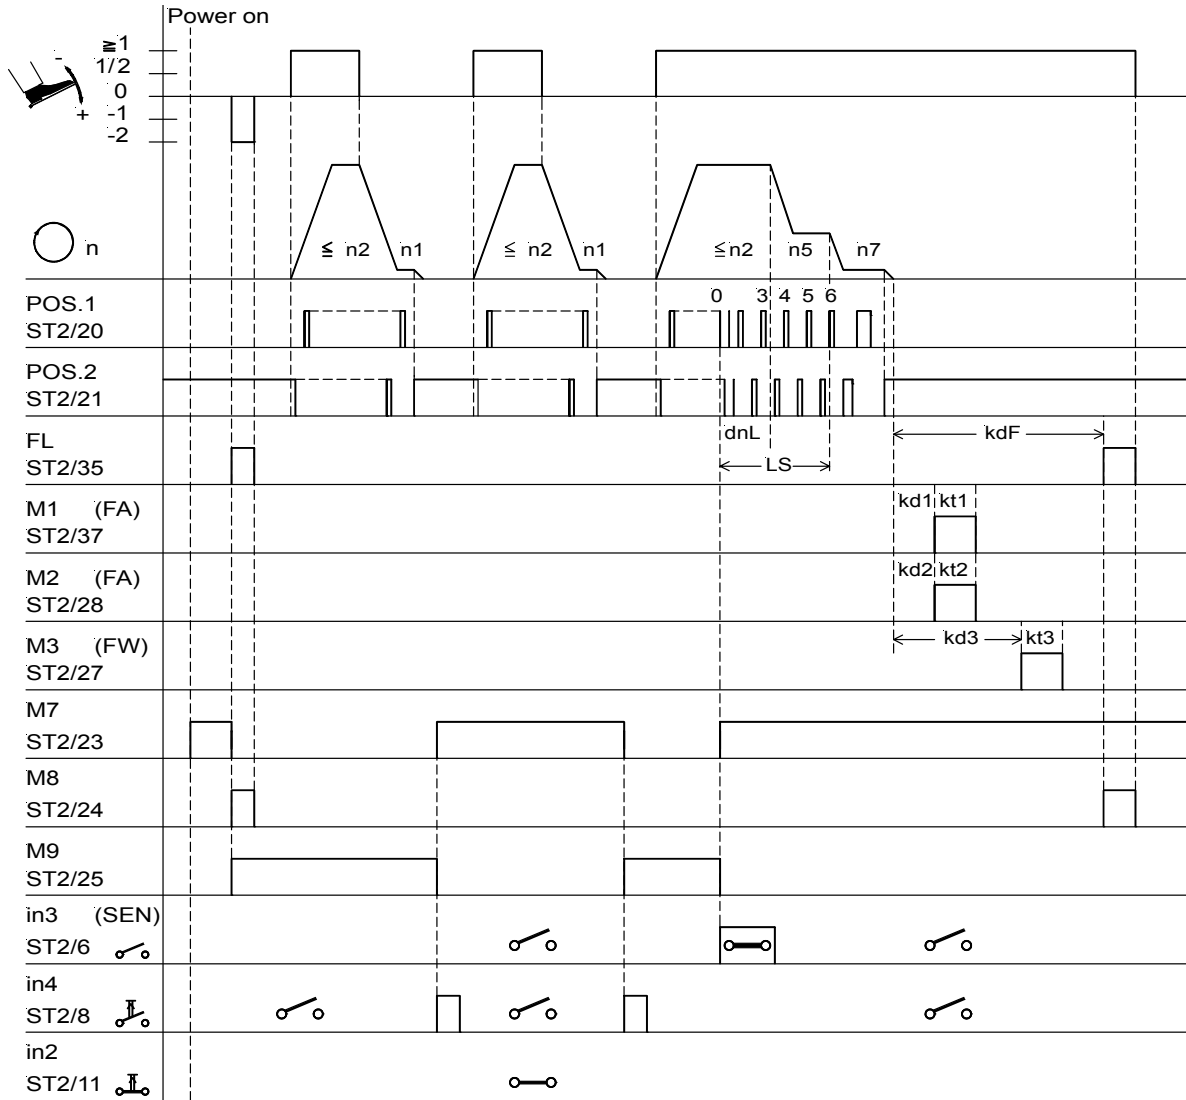 Power on
≧1
- 1/2
0
+ -1
-2
n
≦ n2 n1 ≦ n2 n1 ≦ n2 n5 n7
POS.1 0 3 4 5 6
ST2/20
POS.2
ST2/21
FL dnL kdF
ST2/35 LS
M1 (FA) kd1 kt1
ST2/37
M2 (FA) kd2 kt2
ST2/28
M3 (FW) kd3 kt3
ST2/27
M7
ST2/23
M8
ST2/24
M9
ST2/25
in3 (SEN)
ST2/6
in4
ST2/8
in2
ST2/11